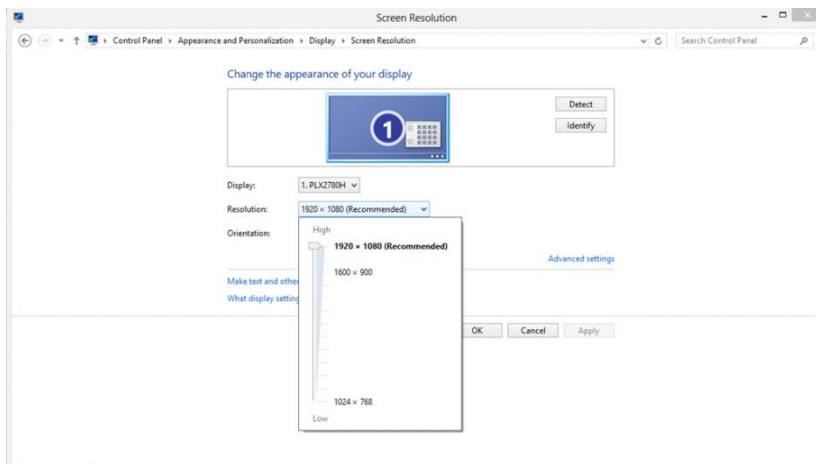 Screen Resolution
Control Panel Appearance and Personalization Display Screen Resolution
Search Control Panel
Change the appearance of your display
1
Detect
Identify
Display: 1. PLX2780H
Resolution: 1920 × 1080 (Recommended)
Orientation:
High
1920 × 1080 (Recommended)
1600 × 900
Advanced settings
Make text and other
What display setting
OK Cancel Apply
1024 × 768
Low